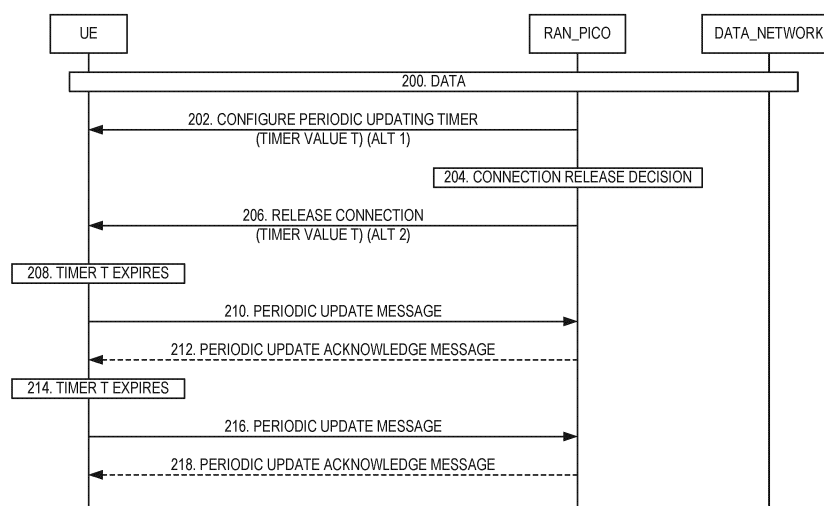 UE
RAN_PICO
DATA_NETWORK
200. DATA
202. CONFIGURE PERIODIC UPDATING TIMER
(TIMER VALUE T) (ALT 1)
204. CONNECTION RELEASE DECISION
206. RELEASE CONNECTION
(TIMER VALUE T) (ALT 2)
208. TIMER T EXPIRES
210. PERIODIC UPDATE MESSAGE
212. PERIODIC UPDATE ACKNOWLEDGE MESSAGE
214. TIMER T EXPIRES
216. PERIODIC UPDATE MESSAGE
218. PERIODIC UPDATE ACKNOWLEDGE MESSAGE